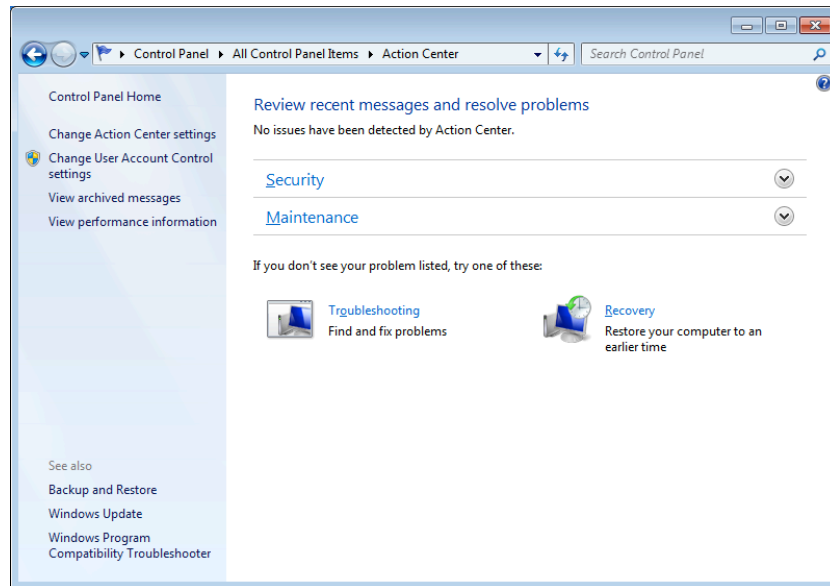 Control Panel ▸ All Control Panel Items ▸ Action Center
Search Control Panel
Control Panel Home
Change Action Center settings
Change User Account Control
settings
View archived messages
View performance information
See also
Backup and Restore
Windows Update
Windows Program
Compatibility Troubleshooter
Review recent messages and resolve problems
No issues have been detected by Action Center.
Security
Maintenance
If you don't see your problem listed, try one of these:
Troubleshooting
Find and fix problems
Recovery
Restore your computer to an
earlier time